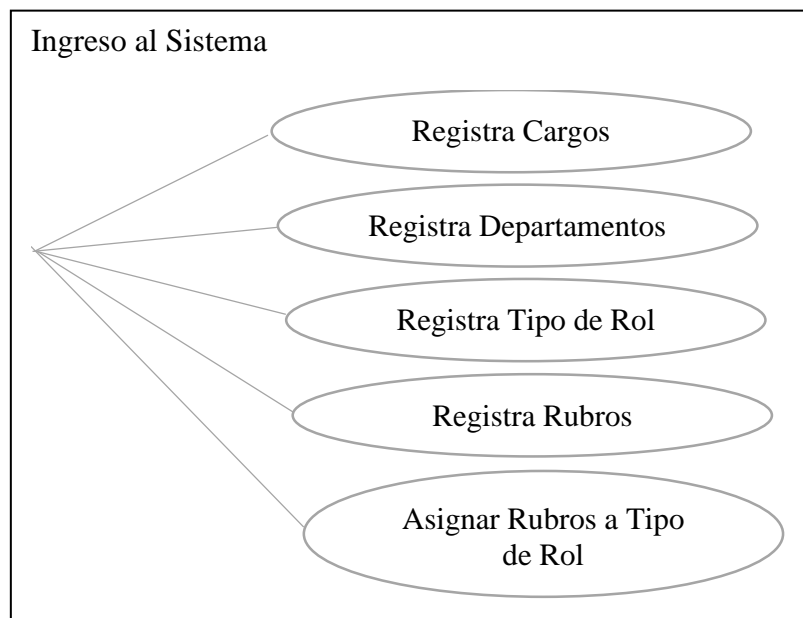 Ingreso al Sistema
Registra Cargos
Registra Departamentos
Registra Tipo de Rol
Registra Rubros
Asignar Rubros a Tipo
de Rol